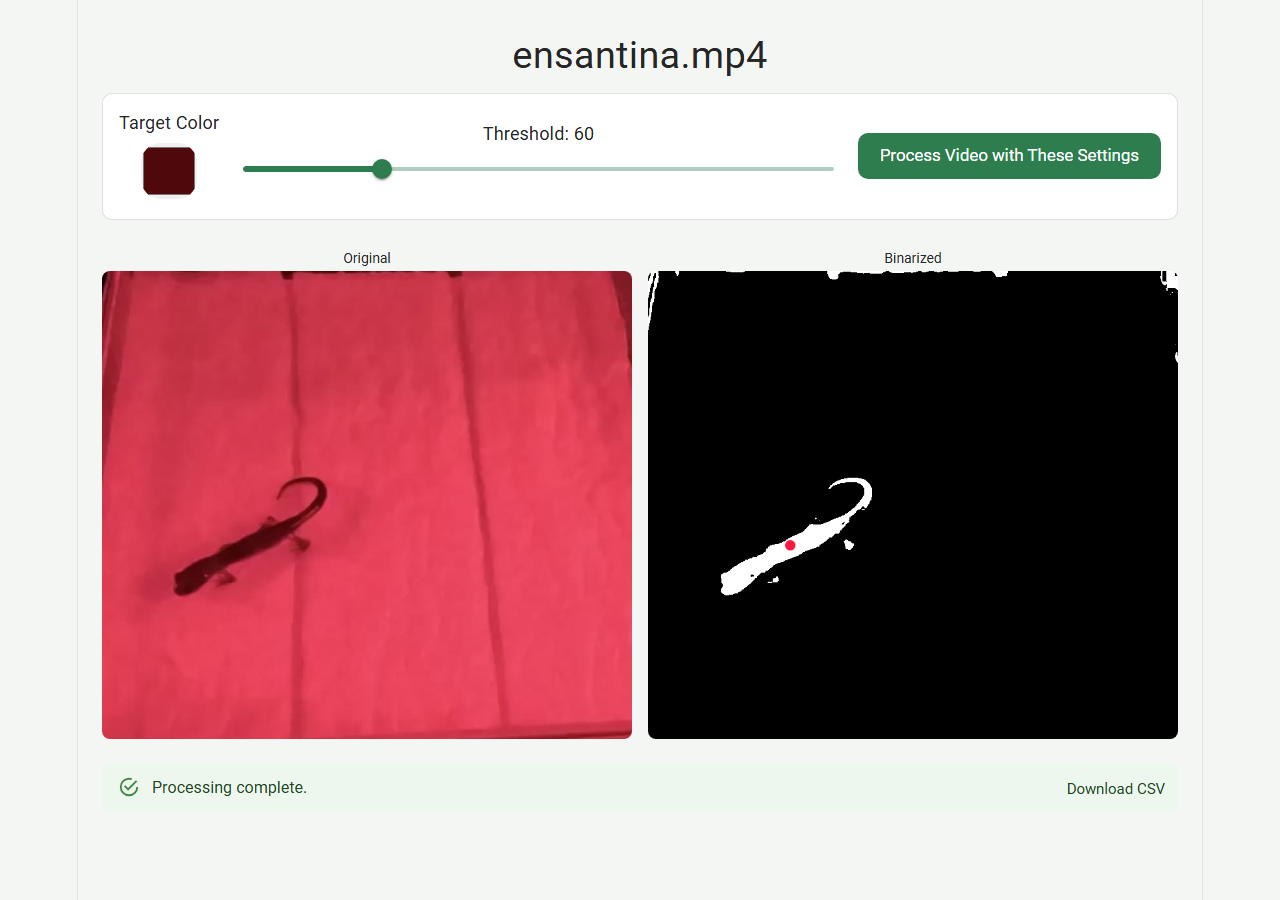 ensantina.mp4
Target Color
Threshold: 60
Process Video with These Settings
Original
Binarized
Processing complete.
Download CSV